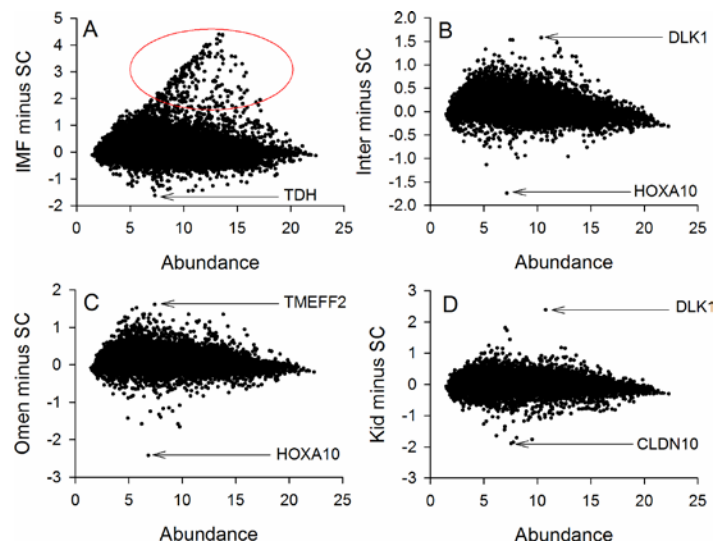 A
IMF minus SC
5
4
3
2
1
0
-1
-2
TDH
0 5 10 15 20 25
Abundance
B
Inter minus SC
2.0
1.5
1.0
0.5
0.0
-0.5
-1.0
-1.5
-2.0
DLK1
HOXA10
0 5 10 15 20 25
Abundance
C
Omen minus SC
2
1
0
-1
-2
-3
TMEFF2
HOXA10
0 5 10 15 20 25
Abundance
D
Kid minus SC
3
2
1
0
-1
-2
-3
DLK1
CLDN10
0 5 10 15 20 25
Abundance